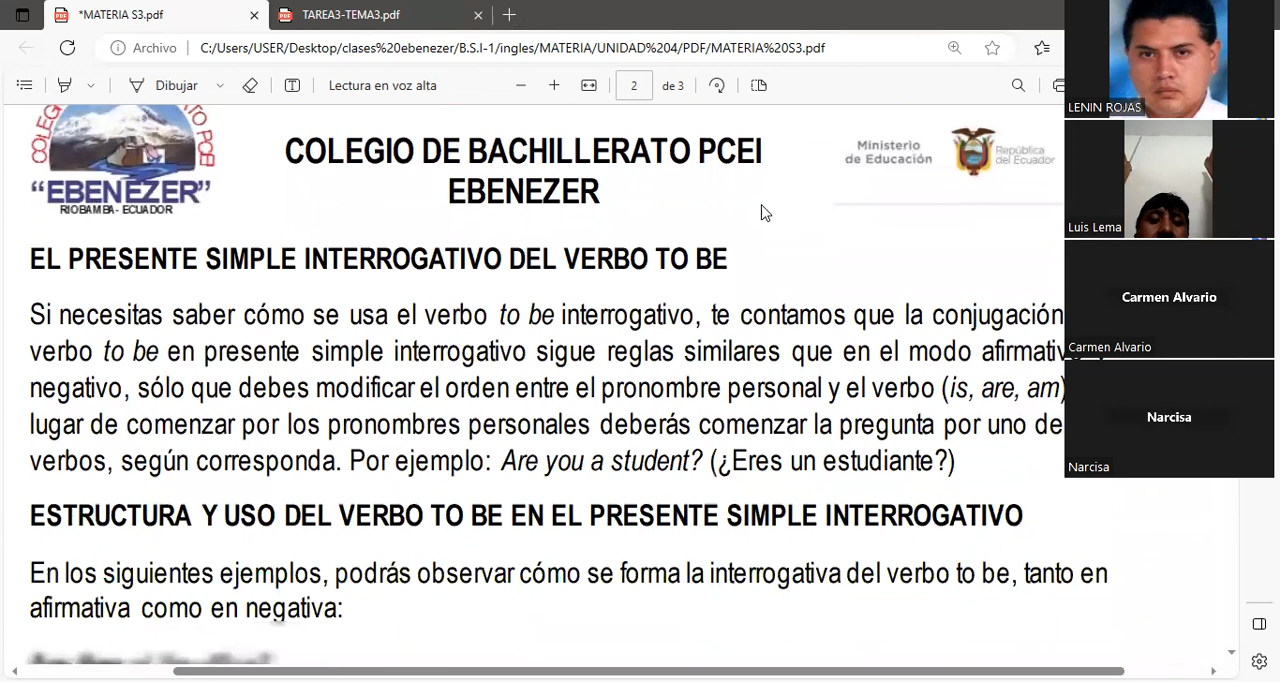 *MATERIA S3.pdf
TAREA3-TEMA3.pdf
Archivo
C:/Users/USER/Desktop/clases%20ebenezer/B.S.I-1/ingles/MATERIA/UNIDAD%204/PDF/MATERIA%20S3.pdf
Dibujar
Lectura en voz alta
2
de 3
"EBENEZER"
RIOBAMBA- ECUADOR
COLEGIO DE BACHILLERATO PCEI
EBENEZER
Ministerio
de Educación
República
del Ecuador
EL PRESENTE SIMPLE INTERROGATIVO DEL VERBO TO BE
Si necesitas saber cómo se usa el verbo to be interrogativo, te contamos que la conjugación
verbo to be en presente simple interrogativo sigue reglas similares que en el modo
negativo, sólo que debes modificar el orden entre el pronombre personal y el verbo (is, are, am)
lugar de comenzar por los pronombres personales deberás comenzar la pregunta por uno de
verbos, según corresponda. Por ejemplo: Are you a student? (¿Eres un estudiante?)
ESTRUCTURA Y USO DEL VERBO TO BE EN EL PRESENTE SIMPLE INTERROGATIVO
En los siguientes ejemplos, podrás observar cómo se forma la interrogativa del verbo to be, tanto en
afirmativa como en negativa:
LENIN ROJAS
Luis Lema
Carmen Alvario
Carmen Alvario
Narcisa
Narcisa